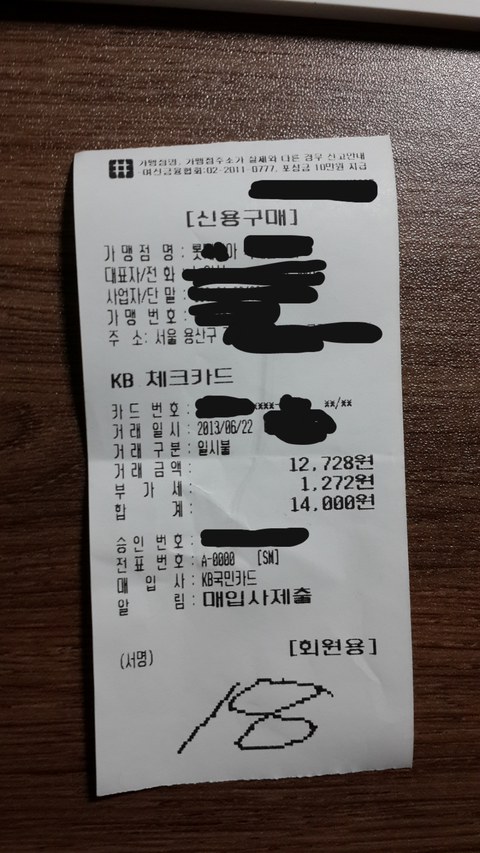 가맹점명, 가맹점주소가 실제와 다른 경우 신고안내
여신금융협회:02-2011-0777, 포상금 10만원 지급
[신용구매]
가 맹 점 명 : 롯 아
대표자/전 화 :
사업자/단 말 :
가 맹 번 호 :
주 소: 서울 용산구
KB 체크카드
카 드 번 호 : xxxx- xx/xx
거 래 일 시 : 2013/06/22
거 래 구 분 : 일시불
거 래 금 액 : 12,728원
부 가 세 : 1,272원
합 계 : 14,000원
승 인 번 호 :
전 표 번 호 : A-0000 [SM]
매 입 사 : KB국민카드
알 림 : 매입사제출
[회원용]
(서명)